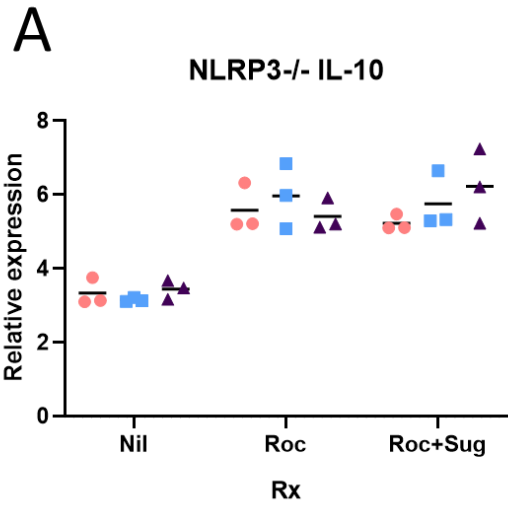 A
NLRP3-/- IL-10
Relative expression
8
6
4
2
0
Nil Roc Roc+Sug
Rx